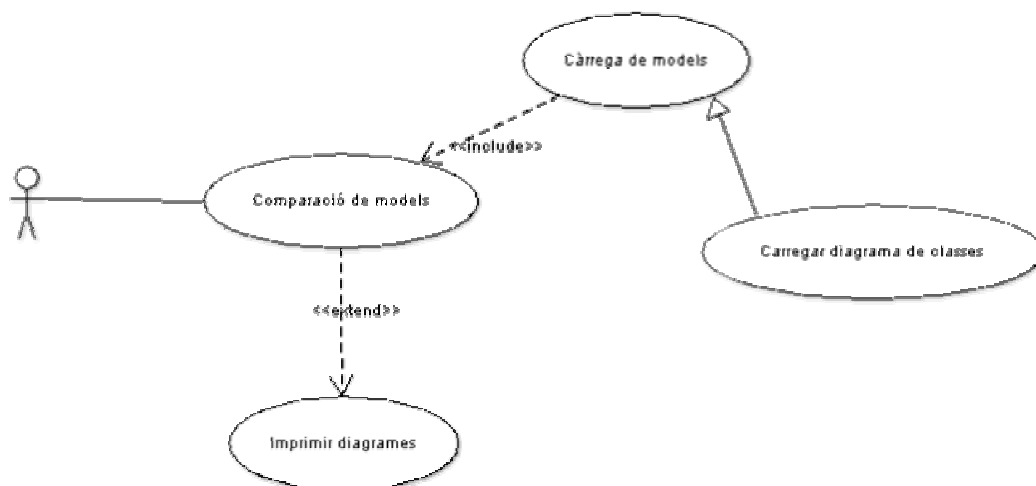 Càrrega de models
<<include>>
Comparació de models
Carregar diagrama de classes
<<extend>>
Imprimir diagrames